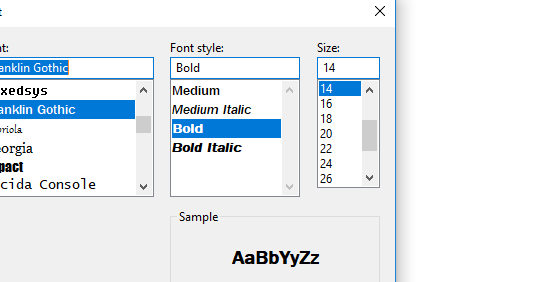 t
nt: Font style: Size:
anklin Gothic Bold 14
xedsys
anklin Gothic
briola
eorgia
pact
cida Console
Medium
Medium Italic
Bold
Bold Italic
14
16
18
20
22
24
26
Sample
AaBbYyZz